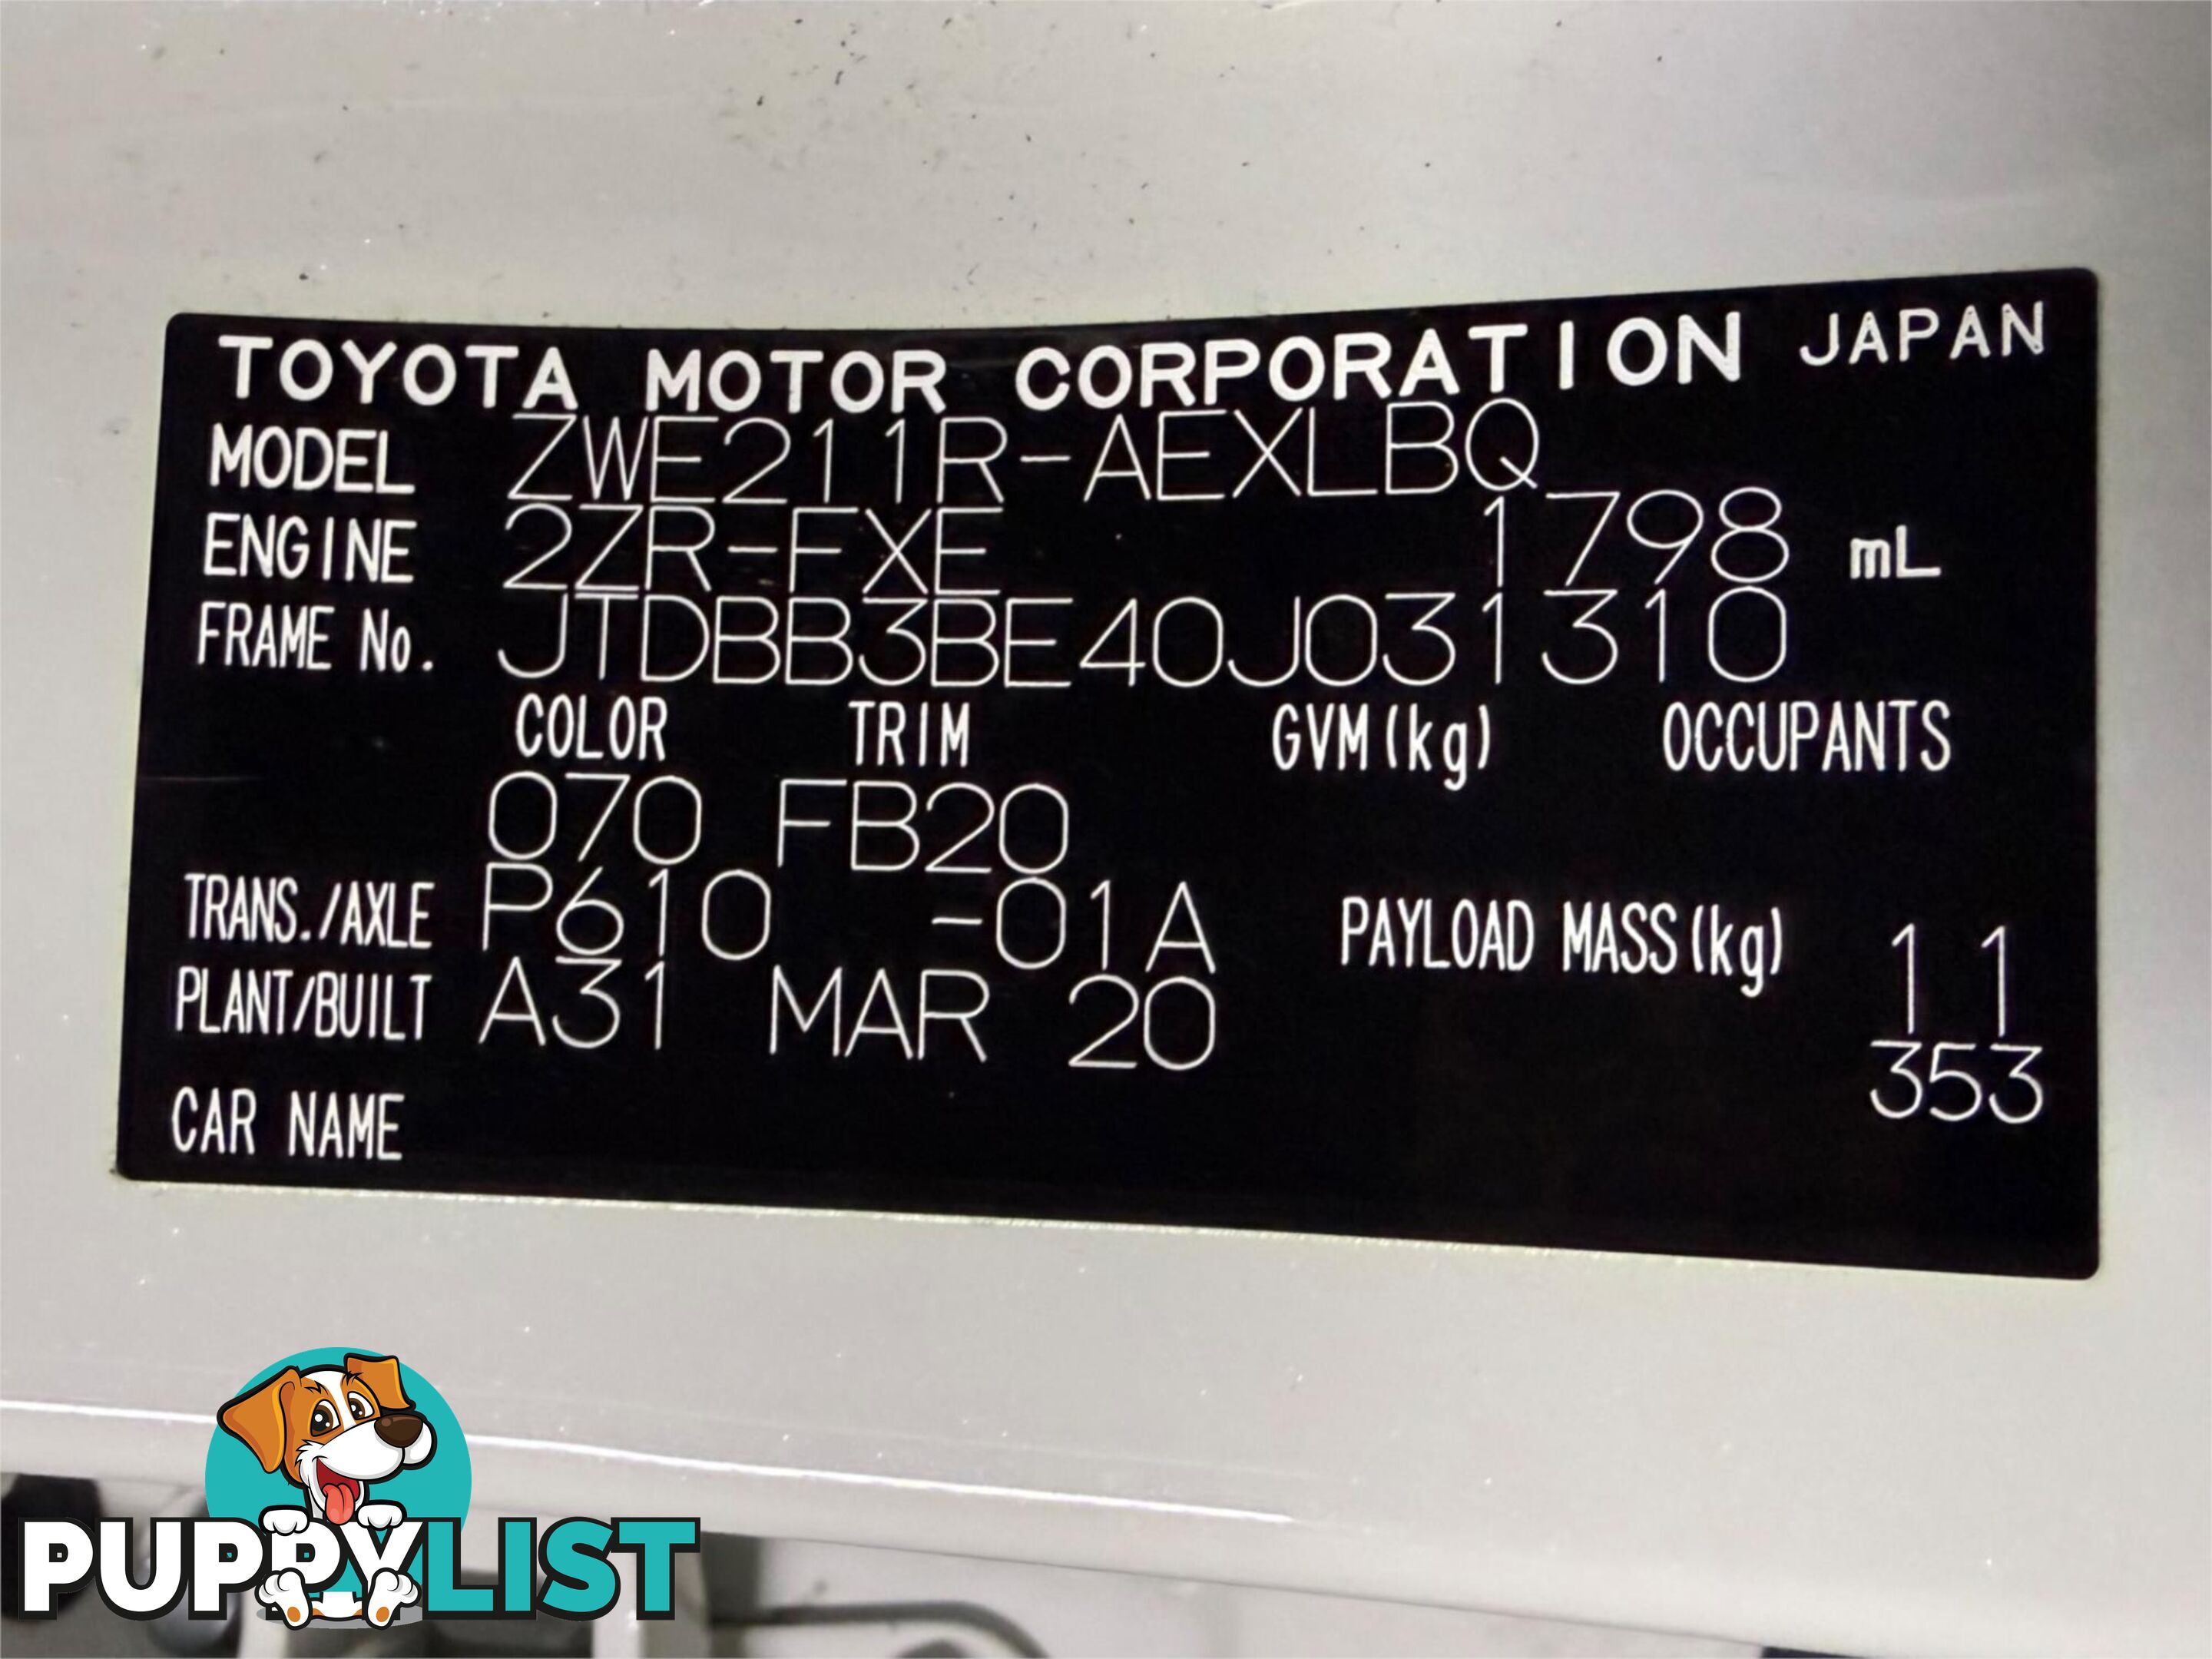 TOYOTA MOTOR CORPORATION JAPAN
MODEL ZWE211R-AEXLBQ
ENGINE 2ZR-FXE 1798 mL
FRAME No. JTDBB3BE40J031310
COLOR TRIM GVM(kg) OCCUPANTS
070 FB20
TRANS./AXLE P610 -01A PAYLOAD MASS(kg) 11
PLANT/BUILT A31 MAR 20
353
CAR NAME
PUPPYLIST